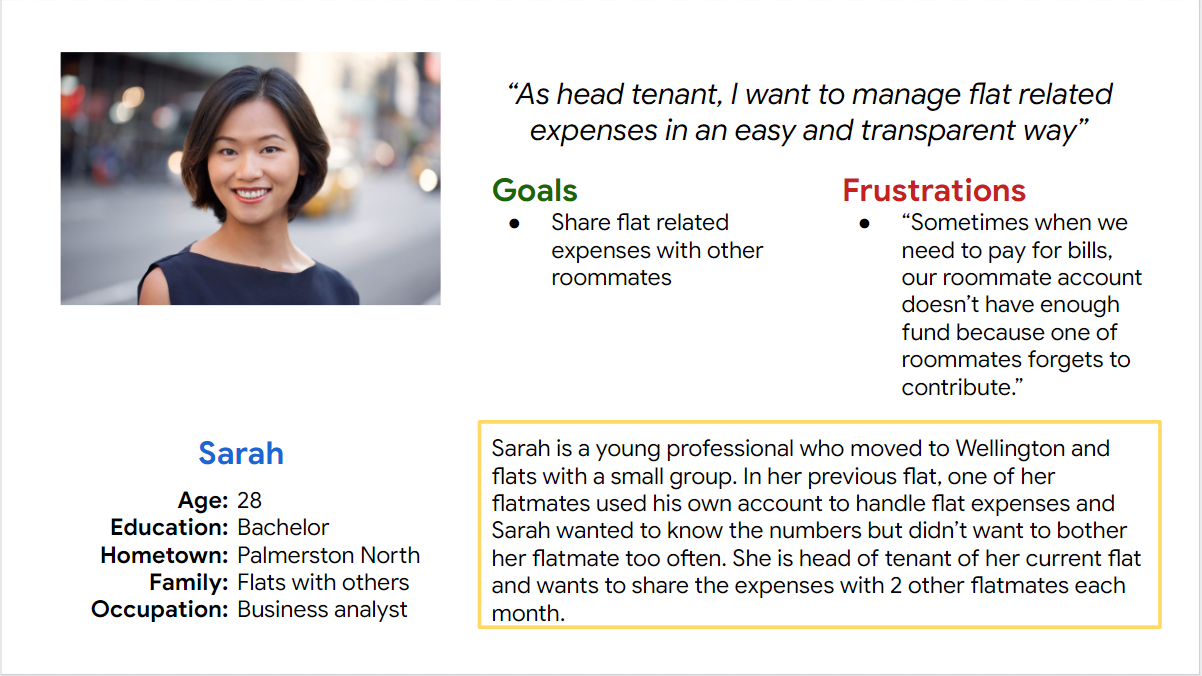 “As head tenant, I want to manage flat related
expenses in an easy and transparent way”
Goals
● Share flat related
expenses with other
roommates
Frustrations
● “Sometimes when we
need to pay for bills,
our roommate account
doesn’t have enough
fund because one of
roommates forgets to
contribute.”
Sarah
Age: 28
Education: Bachelor
Hometown: Palmerston North
Family: Flats with others
Occupation: Business analyst
Sarah is a young professional who moved to Wellington and
flats with a small group. In her previous flat, one of her
flatmates used his own account to handle flat expenses and
Sarah wanted to know the numbers but didn’t want to bother
her flatmate too often. She is head of tenant of her current flat
and wants to share the expenses with 2 other flatmates each
month.